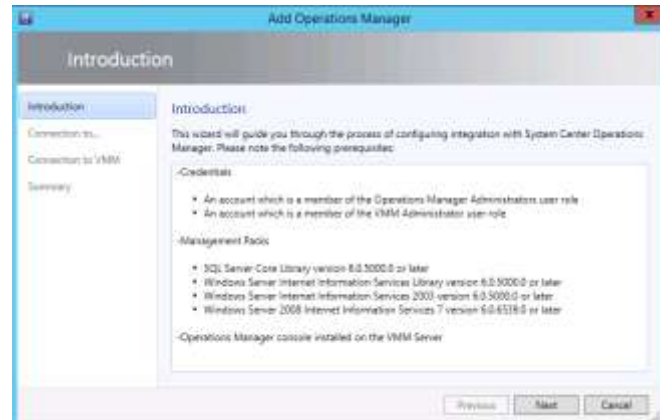 Add Operations Manager
Introduction
Introduction
Connection to...
Connection to VMM
Summary
Introduction
This wizard will guide you through the process of configuring integration with System Center Operations
Manager. Please note the following prerequisites:
-Credentials
• An account which is a member of the Operations Manager Administrators user role
• An account which is a member of the VMM Administrator user role
-Management Packs
• SQL Server Core Library version 6.0.5000.0 or later
• Windows Server Internet Information Services Library version 6.0.5000.0 or later
• Windows Server Internet Information Services 2003 version 6.0.5000.0 or later
• Windows Server 2008 Internet Information Services 7 version 6.0.6539.0 or later
-Operations Manager console installed on the VMM Server
Previous Next Cancel